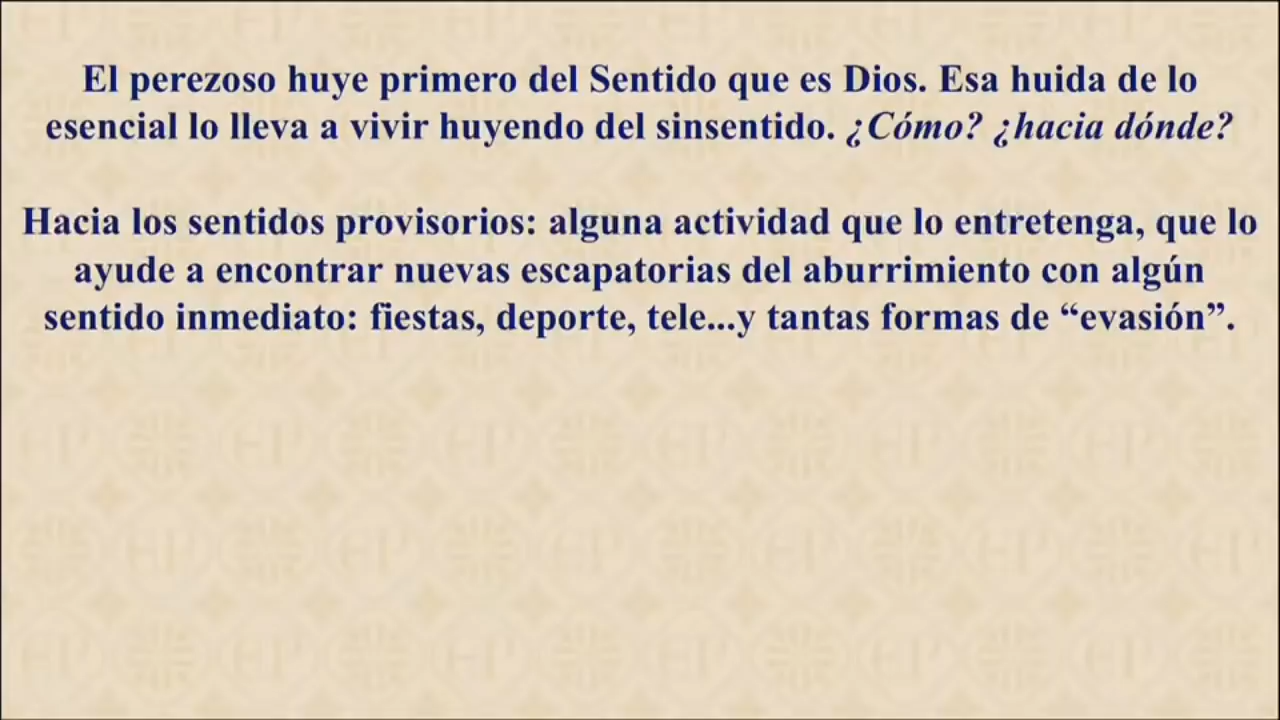 El perezoso huye primero del Sentido que es Dios. Esa huida de lo
esencial lo lleva a vivir huyendo del sinsentido. ¿Cómo? ¿hacia dónde?
Hacia los sentidos provisorios: alguna actividad que lo entretenga, que lo
ayude a encontrar nuevas escapatorias del aburrimiento con algún
sentido inmediato: fiestas, deporte, tele...y tantas formas de “evasión”.